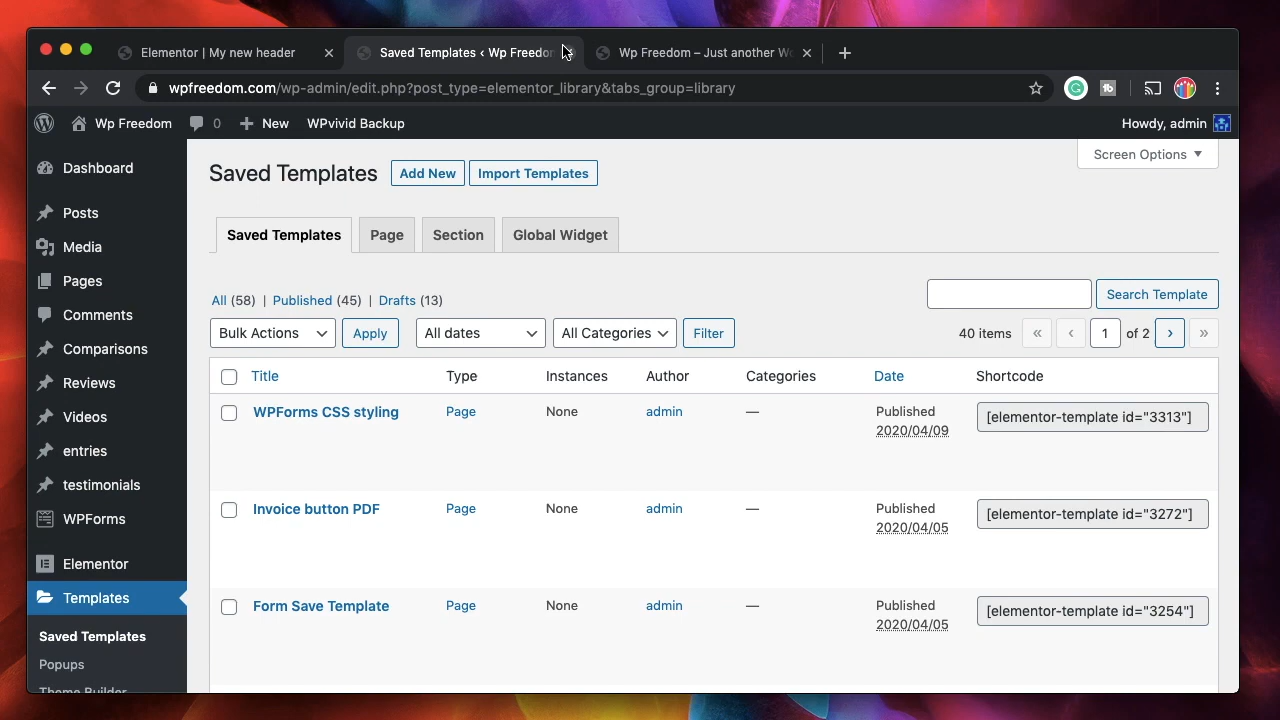 Elementor | My new header
Saved Templates ‹ Wp Freedom
Wp Freedom – Just another Wo
wpfreedom.com/wp-admin/edit.php?post_type=elementor_library&tabs_group=library
Wp Freedom 0 New WPvivid Backup Howdy, admin
Screen Options
Dashboard
Posts
Media
Pages
Comments
Comparisons
Reviews
Videos
entries
testimonials
WPForms
Elementor
Templates
Saved Templates
Popups
Theme Builder
Saved Templates Add New Import Templates
Saved Templates Page Section Global Widget
All (58) | Published (45) | Drafts (13)
Search Template
Bulk Actions Apply All dates All Categories Filter 40 items « ‹ 1 of 2 › »
Title Type Instances Author Categories Date Shortcode
WPForms CSS styling Page None admin — Published 2020/04/09 [elementor-template id="3313"]
Invoice button PDF Page None admin — Published 2020/04/05 [elementor-template id="3272"]
Form Save Template Page None admin — Published 2020/04/05 [elementor-template id="3254"]